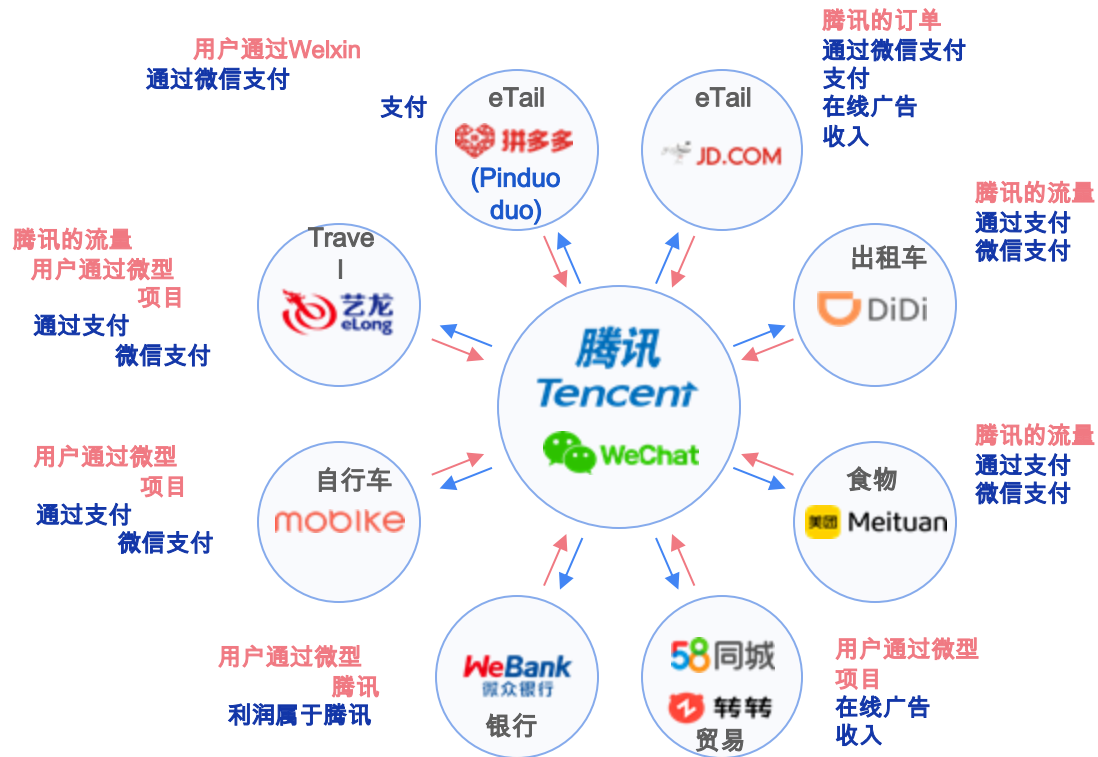 用户通过Welxin
通过微信支付
支付
eTail
拼多多
(Pinduo
duo)
eTail
JD.COM
腾讯的订单
通过微信支付
支付
在线广告
收入
腾讯的流量
用户通过微型
项目
通过支付
微信支付
Trave
l
艺龙
eLong
腾讯
Tencent
WeChat
出租车
DiDi
腾讯的流量
通过支付
微信支付
用户通过微型
项目
通过支付
微信支付
自行车
mobike
食物
美团 Meituan
腾讯的流量
通过支付
微信支付
用户通过微型
腾讯
利润属于腾讯
WeBank
微众银行
银行
58同城
转转
贸易
用户通过微型
项目
在线广告
收入